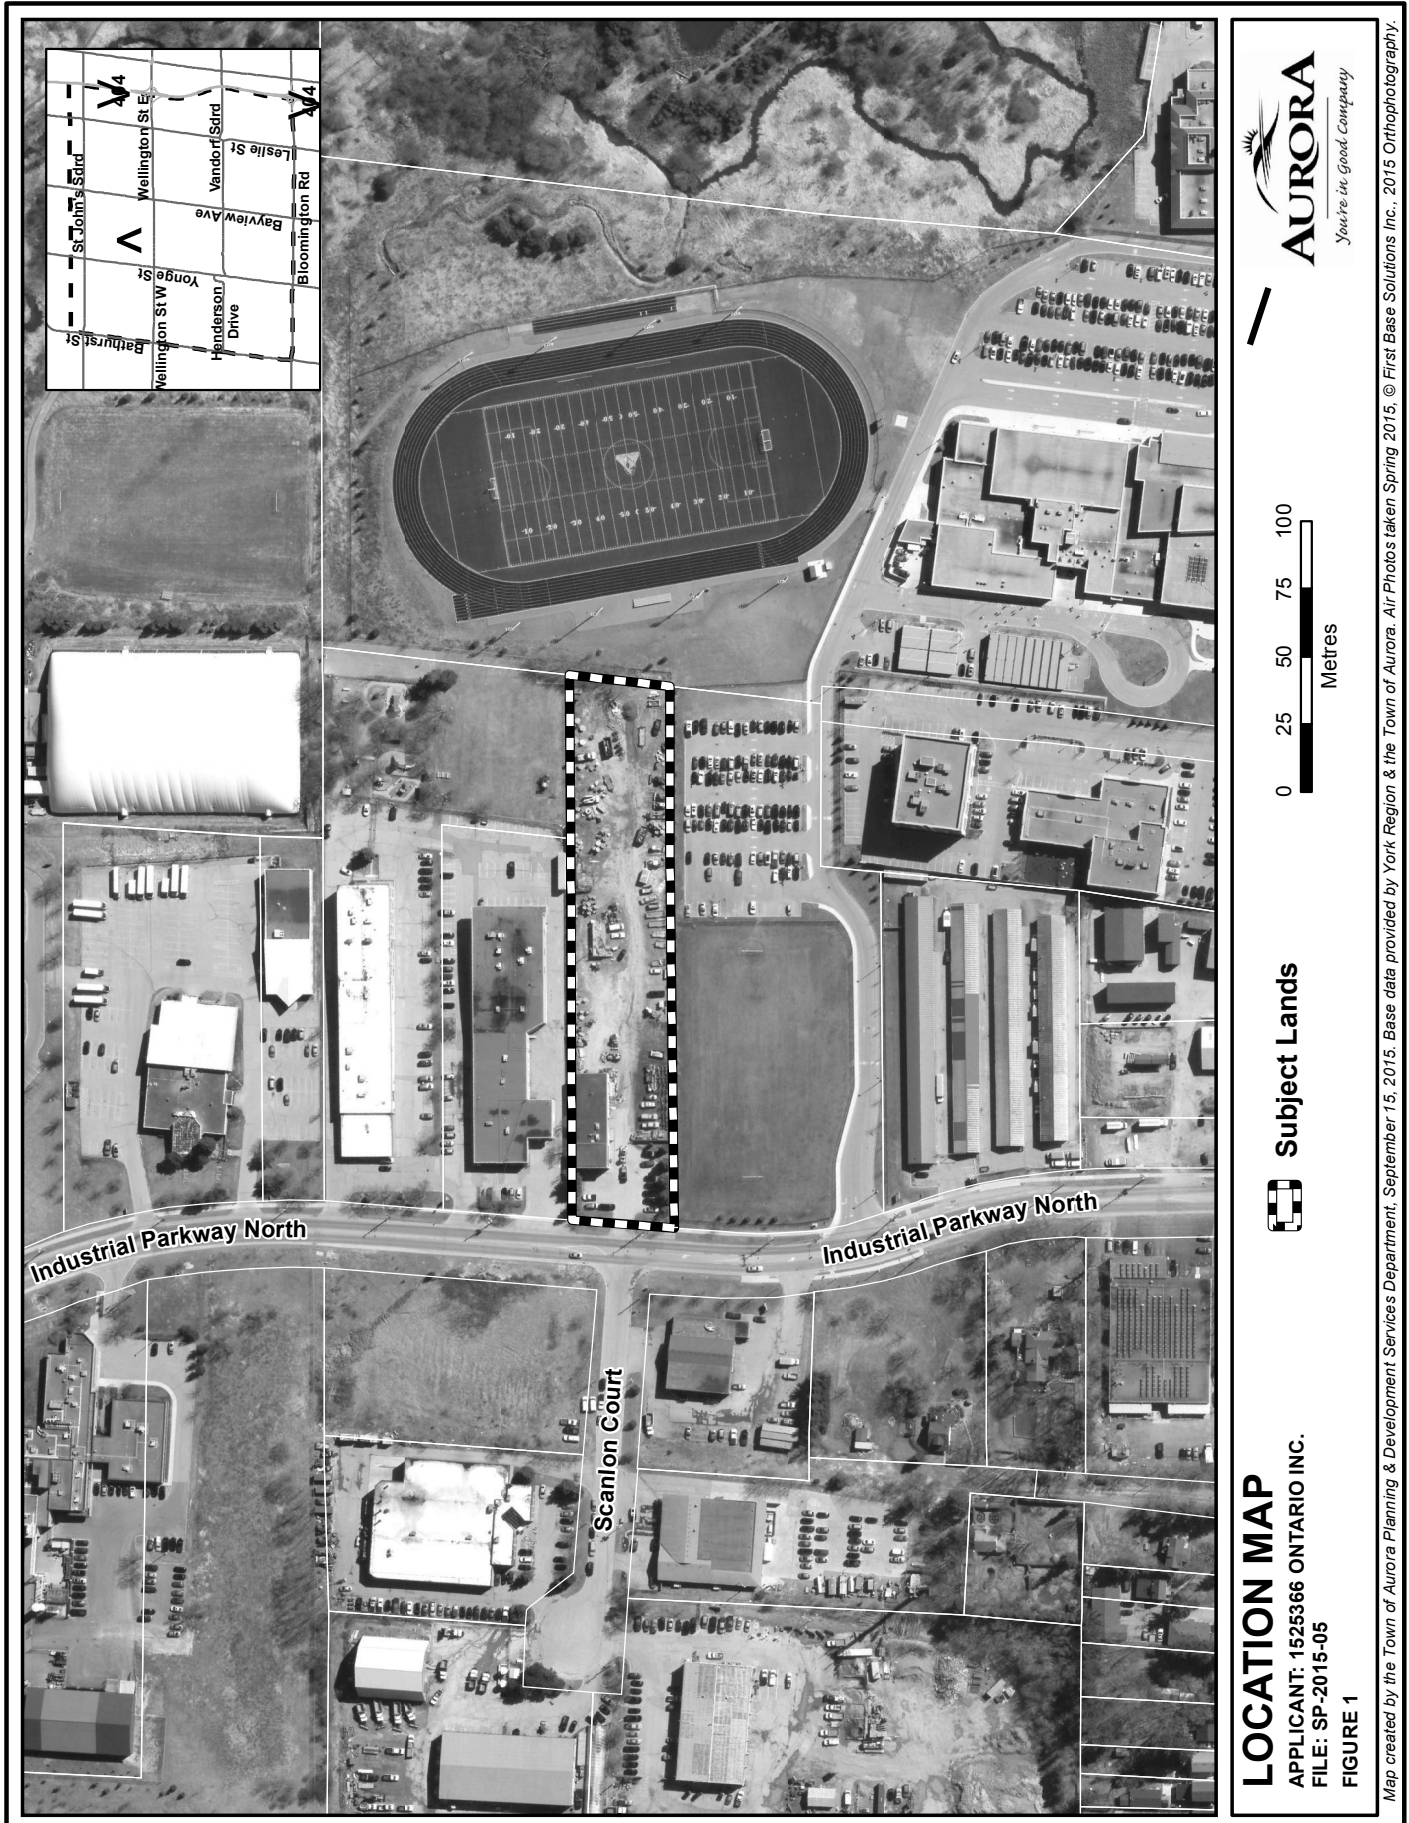 St John's Sdrd
Wellington St E
Vandorf Sdrd
Bloomington Rd
Leslie St
Bayview Ave
Yonge St
Bathurst St
Wellington St W
Henderson
Drive
404
404
Industrial Parkway North
Industrial Parkway North
Scanlon Court
LOCATION MAP
APPLICANT: 1525366 ONTARIO INC.
FILE: SP-2015-05
FIGURE 1
Subject Lands
0 25 50 75 100
Metres
AURORA
You're in Good Company
Map created by the Town of Aurora Planning & Development Services Department, September 15, 2015. Base data provided by York Region & the Town of Aurora. Air Photos taken Spring 2015, © First Base Solutions Inc., 2015 Orthophotography.